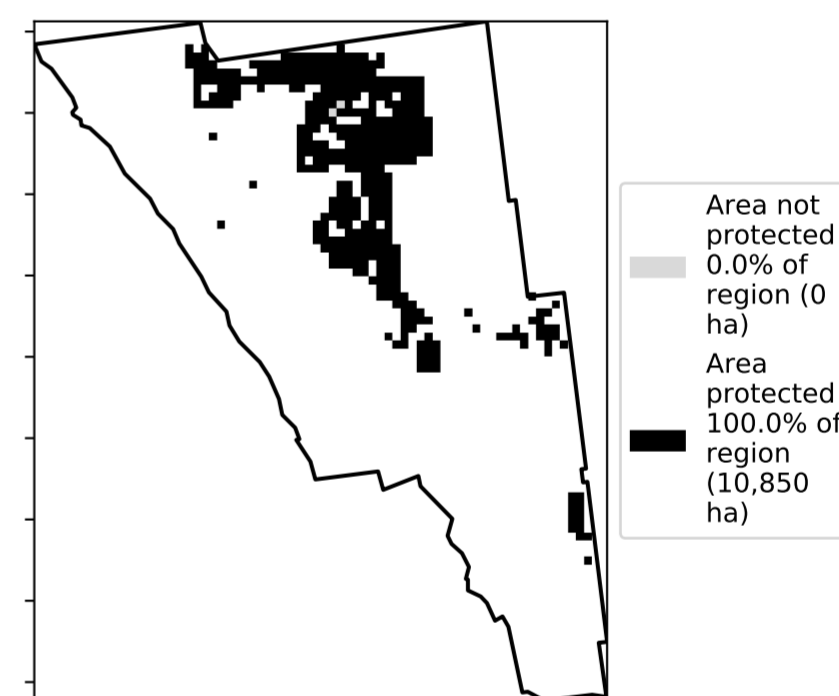 Area not
protected
0.0% of
region (0
ha)
Area
protected
100.0% of
region
(10,850
ha)